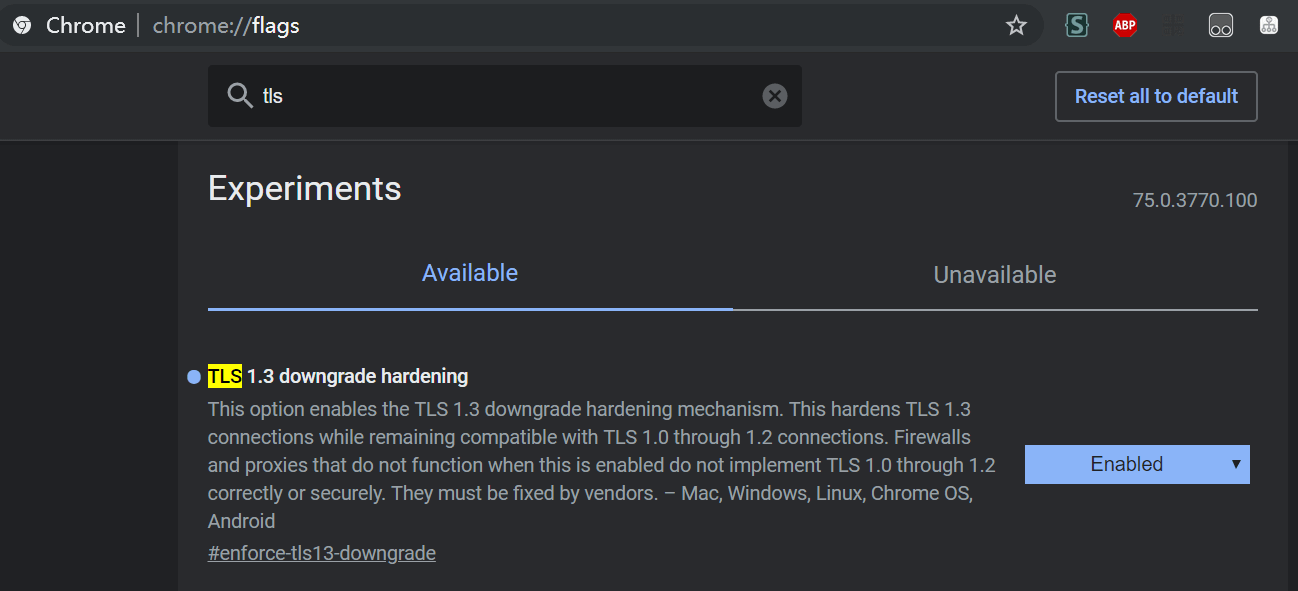 Chrome | chrome://flags
S ABP
tls
Reset all to default
Experiments
75.0.3770.100
Available
Unavailable
TLS 1.3 downgrade hardening
This option enables the TLS 1.3 downgrade hardening mechanism. This hardens TLS 1.3
connections while remaining compatible with TLS 1.0 through 1.2 connections. Firewalls
and proxies that do not function when this is enabled do not implement TLS 1.0 through 1.2
correctly or securely. They must be fixed by vendors. – Mac, Windows, Linux, Chrome OS,
Android
Enabled
#enforce-tls13-downgrade